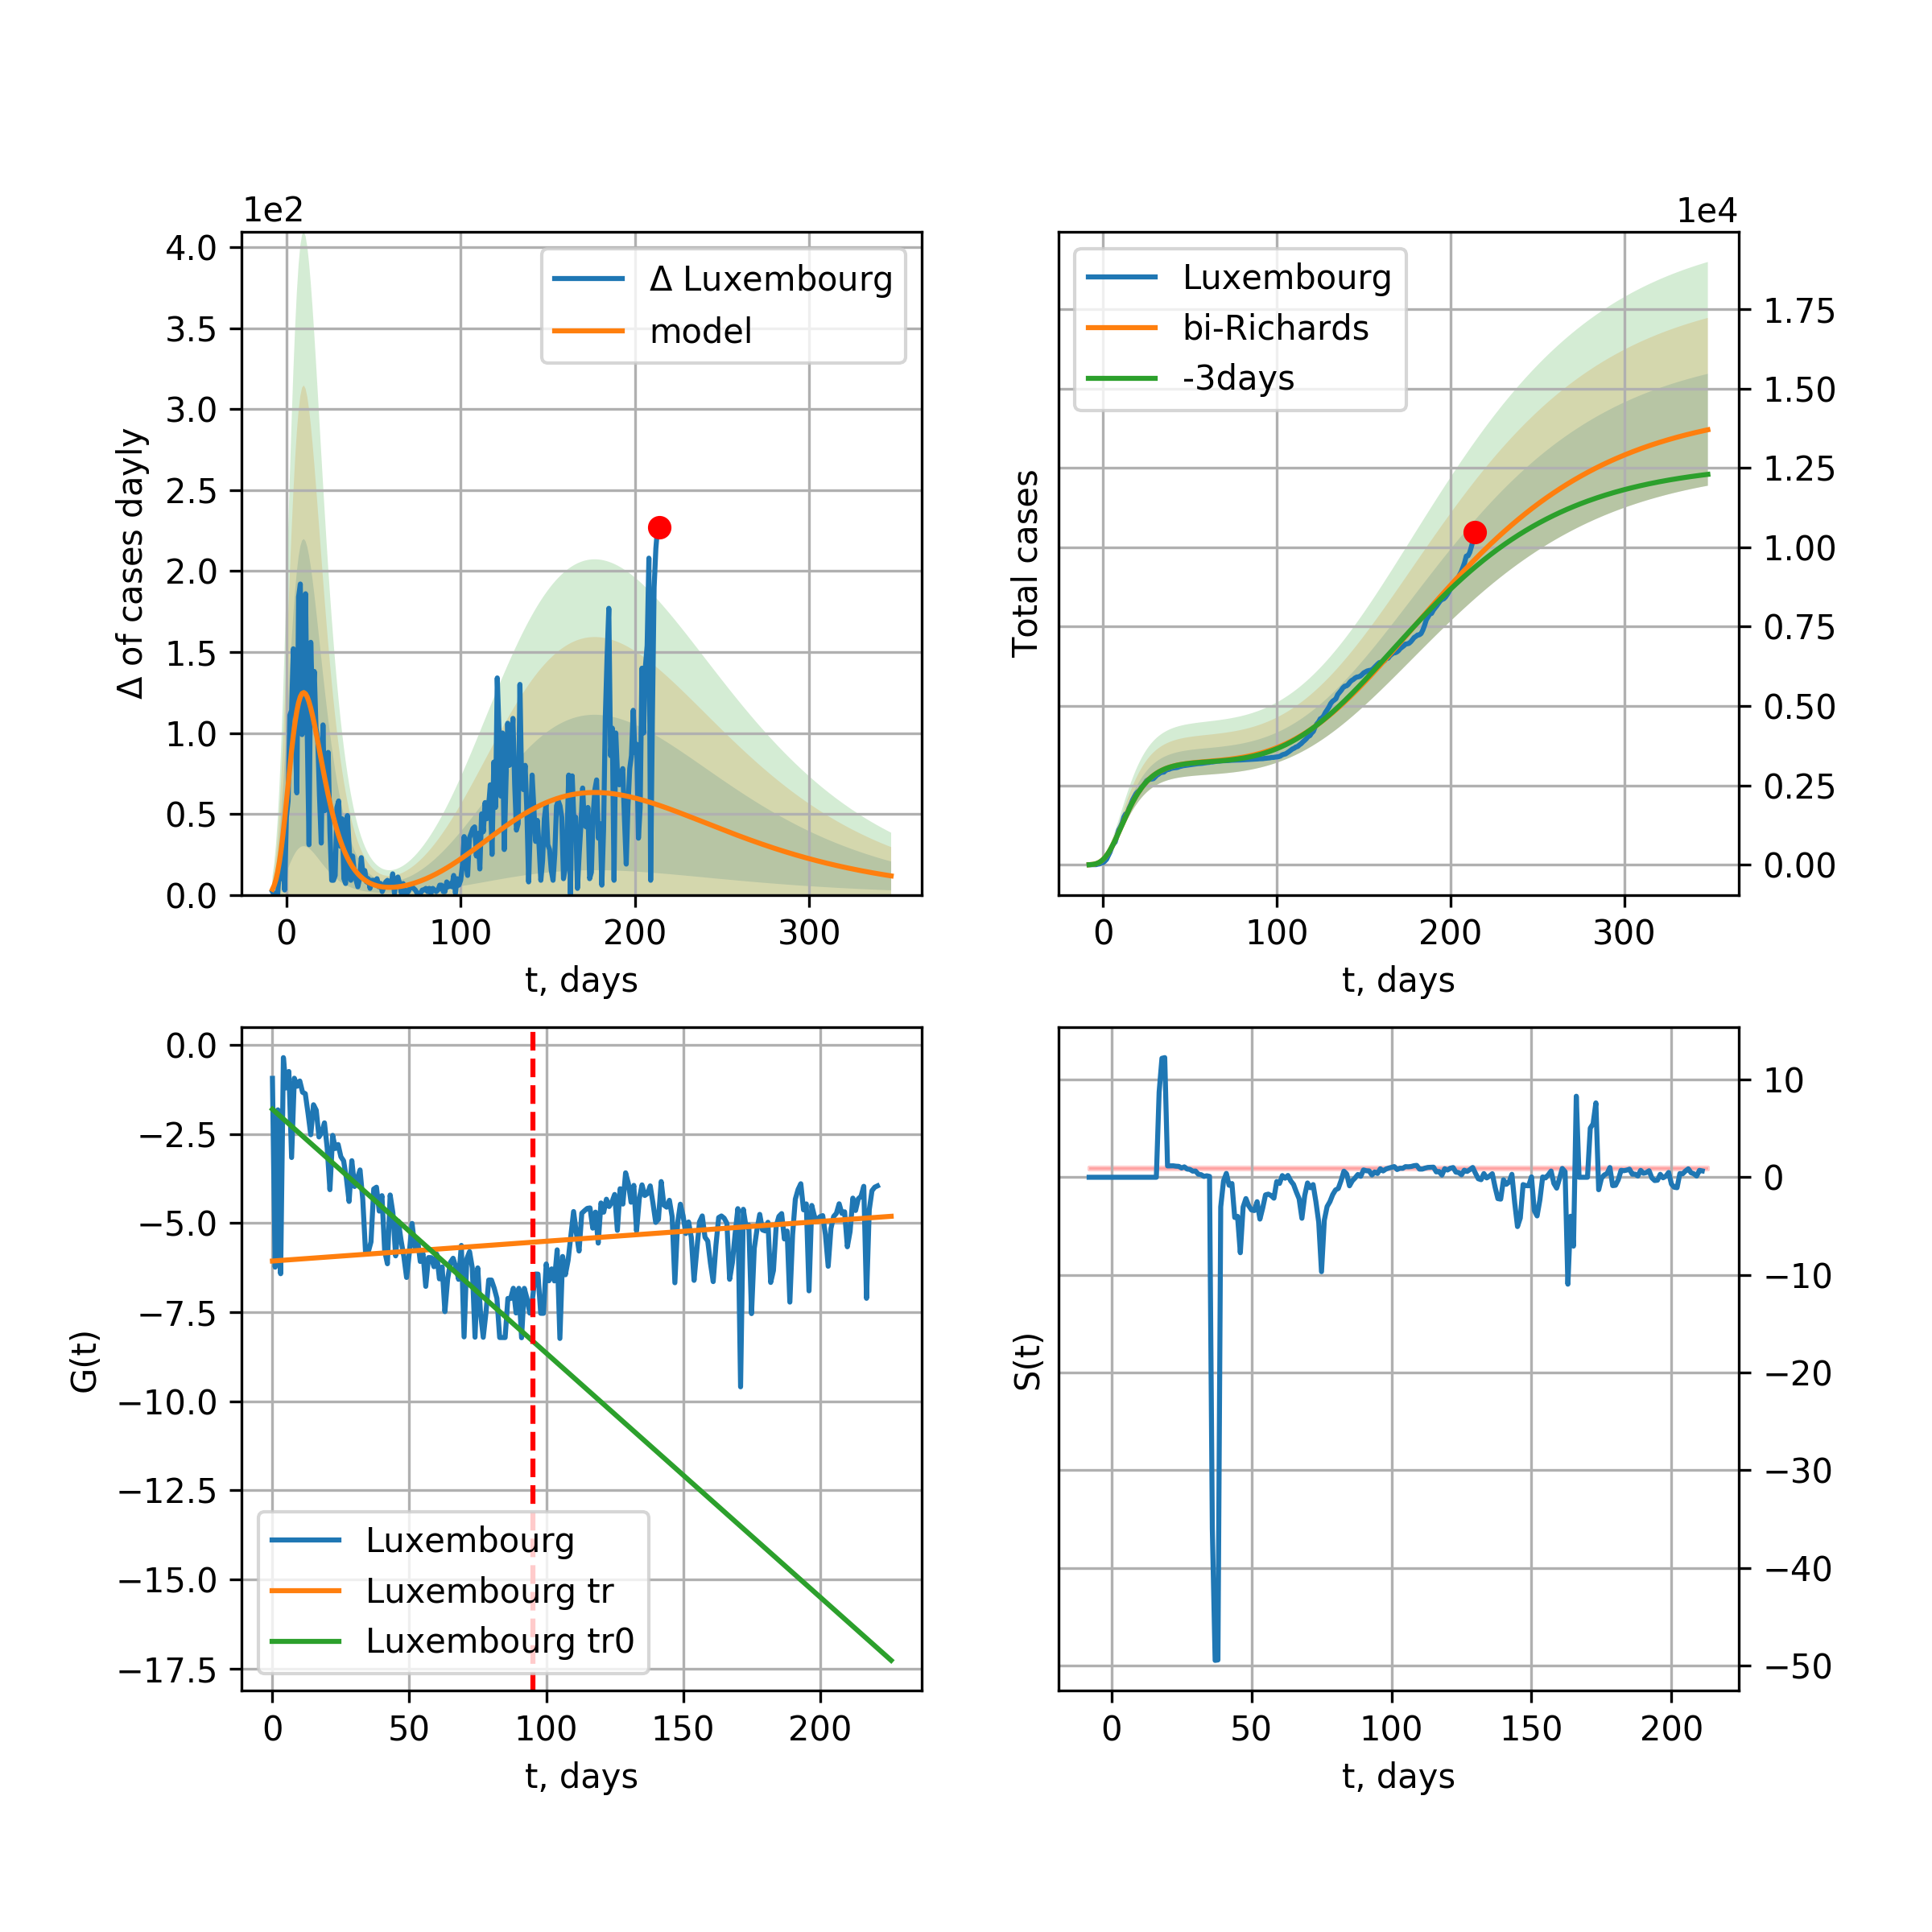 1e2
4.0
3.5
3.0
2.5
2.0
1.5
1.0
0.5
0.0
0 100 200 300
t, days
Δ of cases dayly
Δ Luxembourg
model
1e4
1.75
1.50
1.25
1.00
0.75
0.50
0.25
0.00
0 100 200 300
t, days
Total cases
Luxembourg
bi-Richards
-3days
0.0
−2.5
−5.0
−7.5
−10.0
−12.5
−15.0
−17.5
0 50 100 150 200
t, days
G(t)
Luxembourg
Luxembourg tr
Luxembourg tr0
10
0
−10
−20
−30
−40
−50
0 50 100 150 200
t, days
S(t)